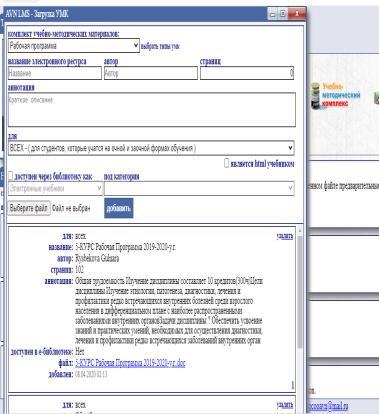 AVN LMS - Загрузка УМК
комплект учебно-методических материалов:
Рабочая программа выбрать типы умк
название электронного ресурса автор страниц
Название Автор 0
аннотация
Краткое описание
для
ВСЕХ - ( для студентов, которые учатся на очной и заочной формах обучения )
является html учебником
доступен через библиотеку как под категория
Электронные учебники
Выберите файл Файл не выбран добавить
для: всех удалить
название: 5-КУРС Рабочая Программа 2019-2020-у.г.
автор: Ryabekova Gulnara
страниц: 102
аннотация: Общая трудоемкость Изучение дисциплины составляет 10 кредитов(300ч)Цели
дисциплины Изучение этиологии, патогенеза, диагностики, лечения и
профилактики редко встречающихся внутренних болезней среди взрослого
населения в дифференциальном плане с наиболее распространенными
заболеваниями внутренних органовЗадачи дисциплины ? Обеспечить усвоение
знаний и практических умений, необходимых для осуществления диагностики,
лечения и профилактики редко встречающихся заболеваний внутренних орган
доступен в е-библиотеке: Нет
файл: 5-КУРС Рабочая Программа 2019-2020-у.г..doc
добавлен: 08.04.2020 02:13
1
для: всех удалить
Учебно-
методический
комплекс
нном файле предварительные
ocooavn@mail.ru